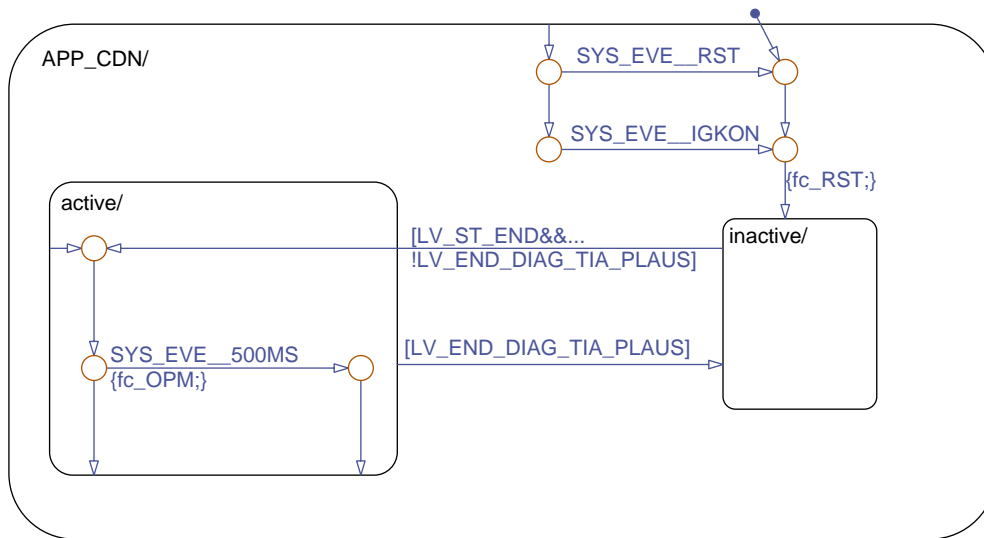 APP_CDN/
SYS_EVE__RST
SYS_EVE__IGKON
{fc_RST;}
active/
[LV_ST_END&&...
!LV_END_DIAG_TIA_PLAUS]
inactive/
SYS_EVE__500MS
{fc_OPM;}
[LV_END_DIAG_TIA_PLAUS]